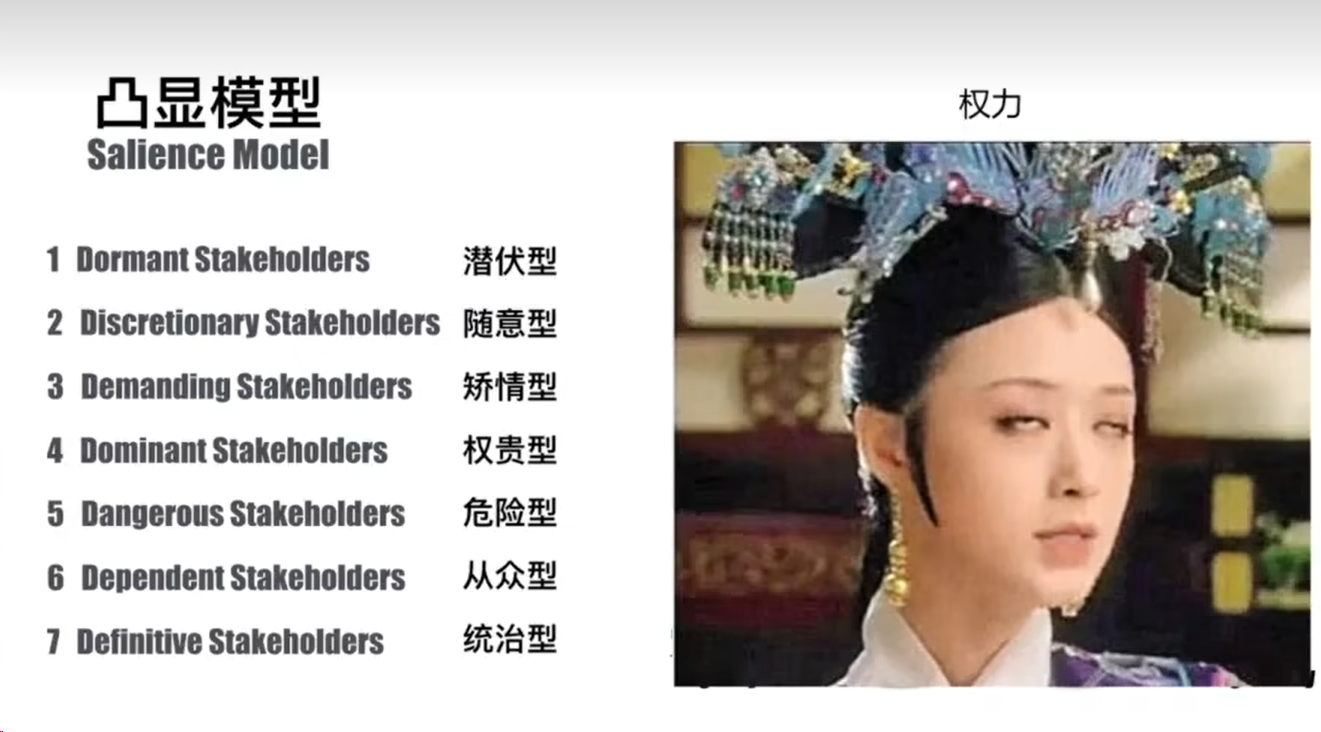 凸显模型
Salience Model
权力
1 Dormant Stakeholders 潜伏型
2 Discretionary Stakeholders 随意型
3 Demanding Stakeholders 矫情型
4 Dominant Stakeholders 权贵型
5 Dangerous Stakeholders 危险型
6 Dependent Stakeholders 从众型
7 Definitive Stakeholders 统治型